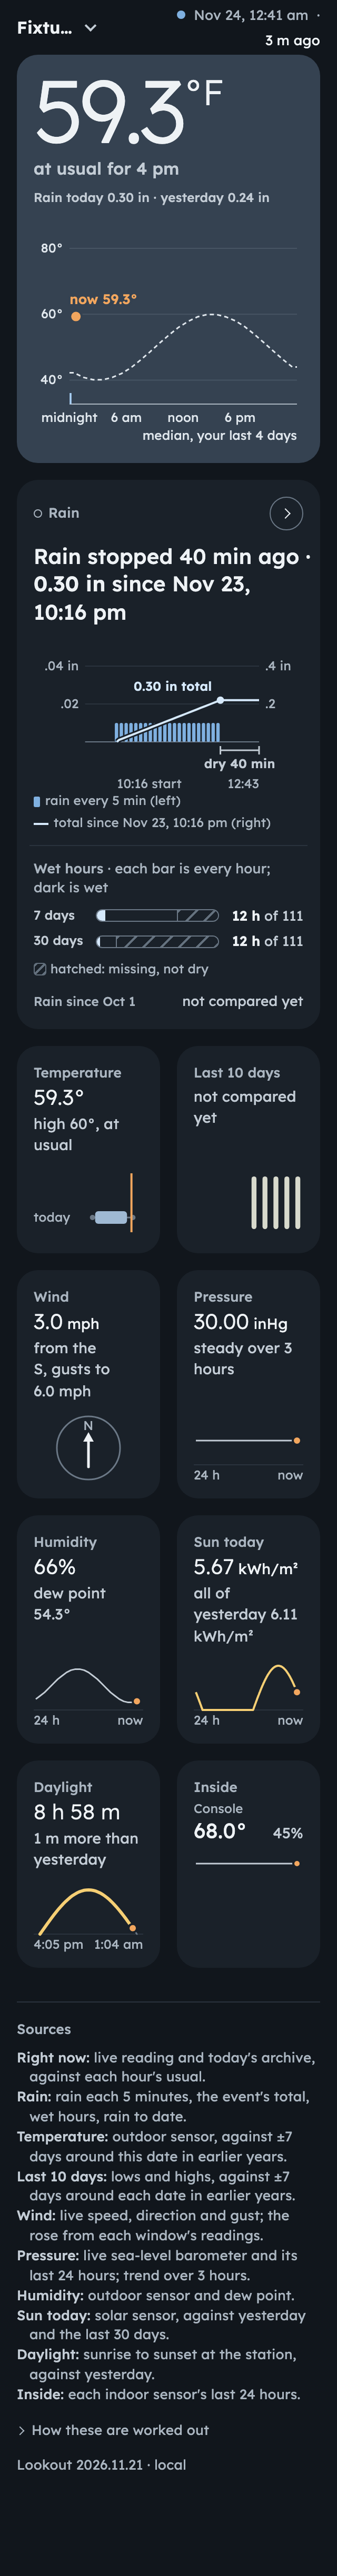 Fixtu...
Nov 24, 12:41 am ·
3 m ago
59.3°F
at usual for 4 pm
Rain today 0.30 in · yesterday 0.24 in
80°
now 59.3°
60°
40°
midnight 6 am noon 6 pm
median, your last 4 days
Rain
Rain stopped 40 min ago ·
0.30 in since Nov 23,
10:16 pm
.04 in .4 in
0.30 in total
.02 .2
dry 40 min
10:16 start 12:43
rain every 5 min (left)
total since Nov 23, 10:16 pm (right)
Wet hours · each bar is every hour;
dark is wet
7 days 12 h of 111
30 days 12 h of 111
hatched: missing, not dry
Rain since Oct 1 not compared yet
Temperature
59.3°
high 60°, at
usual
today
Last 10 days
not compared
yet
Wind
3.0 mph
from the
S, gusts to
6.0 mph
N
Pressure
30.00 inHg
steady over 3
hours
24 h now
Humidity
66%
dew point
54.3°
24 h now
Sun today
5.67 kWh/m²
all of
yesterday 6.11
kWh/m²
24 h now
Daylight
8 h 58 m
1 m more than
yesterday
4:05 pm 1:04 am
Inside
Console
68.0° 45%
Sources
Right now: live reading and today's archive,
against each hour's usual.
Rain: rain each 5 minutes, the event's total,
wet hours, rain to date.
Temperature: outdoor sensor, against ±7
days around this date in earlier years.
Last 10 days: lows and highs, against ±7
days around each date in earlier years.
Wind: live speed, direction and gust; the
rose from each window's readings.
Pressure: live sea-level barometer and its
last 24 hours; trend over 3 hours.
Humidity: outdoor sensor and dew point.
Sun today: solar sensor, against yesterday
and the last 30 days.
Daylight: sunrise to sunset at the station,
against yesterday.
Inside: each indoor sensor's last 24 hours.
How these are worked out
Lookout 2026.11.21 · local